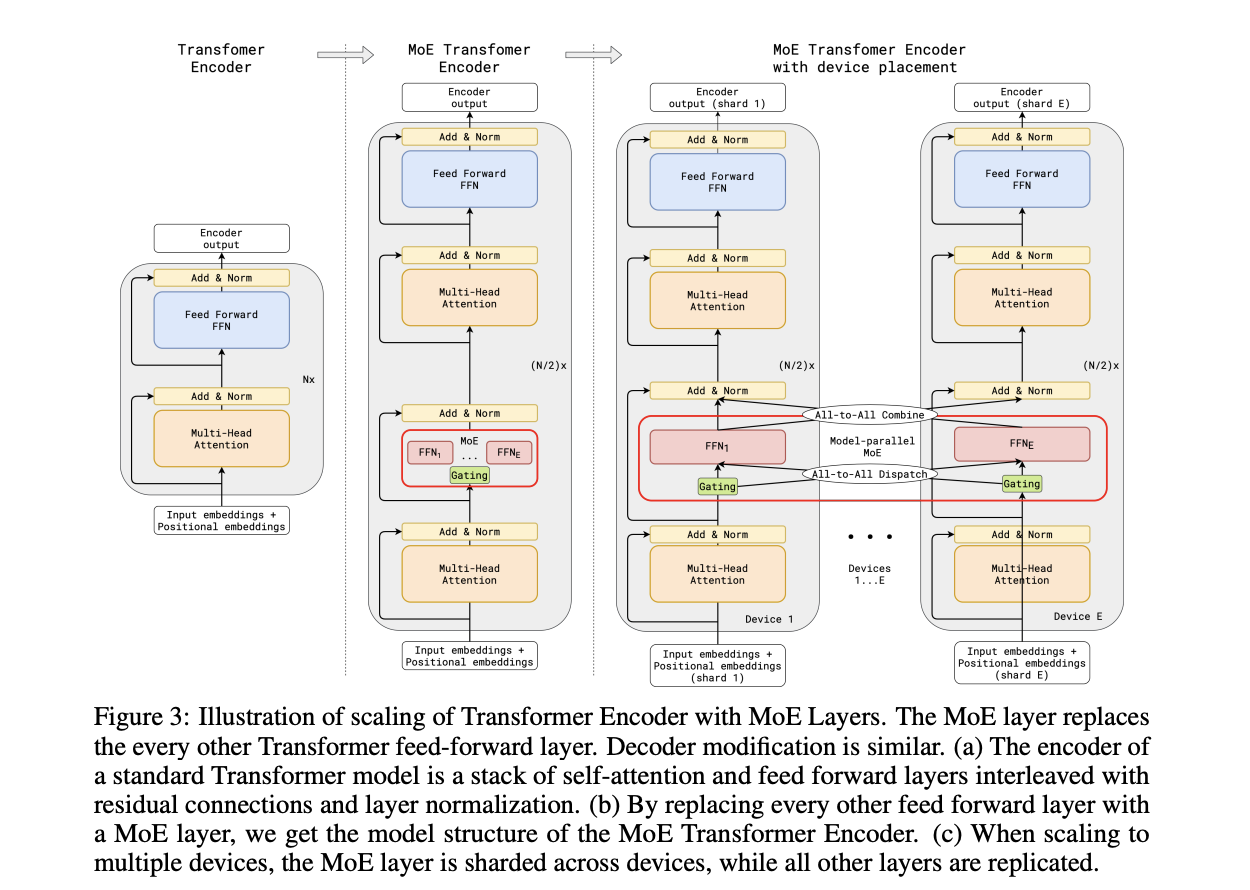 Transfomer
Encoder
MoE Transfomer
Encoder
MoE Transfomer Encoder
with device placement
Encoder
output
Add & Norm
Feed Forward
FFN
Add & Norm
Multi-Head
Attention
Nx
Input embeddings +
Positional embeddings
Encoder
output
Add & Norm
Feed Forward
FFN
Add & Norm
Multi-Head
Attention
(N/2)x
Add & Norm
MoE
FFN1
...
FFNE
Gating
Add & Norm
Multi-Head
Attention
Input embeddings +
Positional embeddings
Encoder
output (shard 1)
Add & Norm
Feed Forward
FFN
Add & Norm
Multi-Head
Attention
(N/2)x
Add & Norm
FFN1
Gating
Add & Norm
Multi-Head
Attention
Device 1
Input embeddings +
Positional embeddings
(shard 1)
All-to-All Combine
Model-parallel
MoE
All-to-All Dispatch
• • •
Devices
1...E
Encoder
output (shard E)
Add & Norm
Feed Forward
FFN
Add & Norm
Multi-Head
Attention
(N/2)x
Add & Norm
FFNE
Gating
Add & Norm
Multi-Head
Attention
Device E
Input embeddings +
Positional embeddings
(shard E)
Figure 3: Illustration of scaling of Transformer Encoder with MoE Layers. The MoE layer replaces
the every other Transformer feed-forward layer. Decoder modification is similar. (a) The encoder of
a standard Transformer model is a stack of self-attention and feed forward layers interleaved with
residual connections and layer normalization. (b) By replacing every other feed forward layer with
a MoE layer, we get the model structure of the MoE Transformer Encoder. (c) When scaling to
multiple devices, the MoE layer is sharded across devices, while all other layers are replicated.